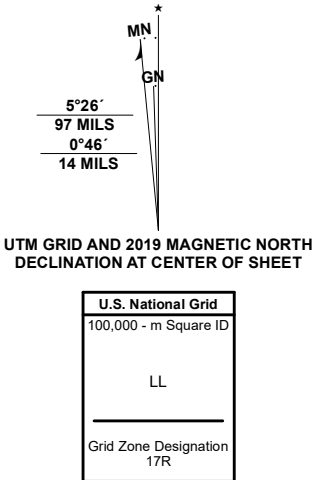 ★
MN
GN
5°26´
97 MILS
0°46´
14 MILS
UTM GRID AND 2019 MAGNETIC NORTH
DECLINATION AT CENTER OF SHEET
U.S. National Grid
100,000 - m Square ID
LL
Grid Zone Designation
17R